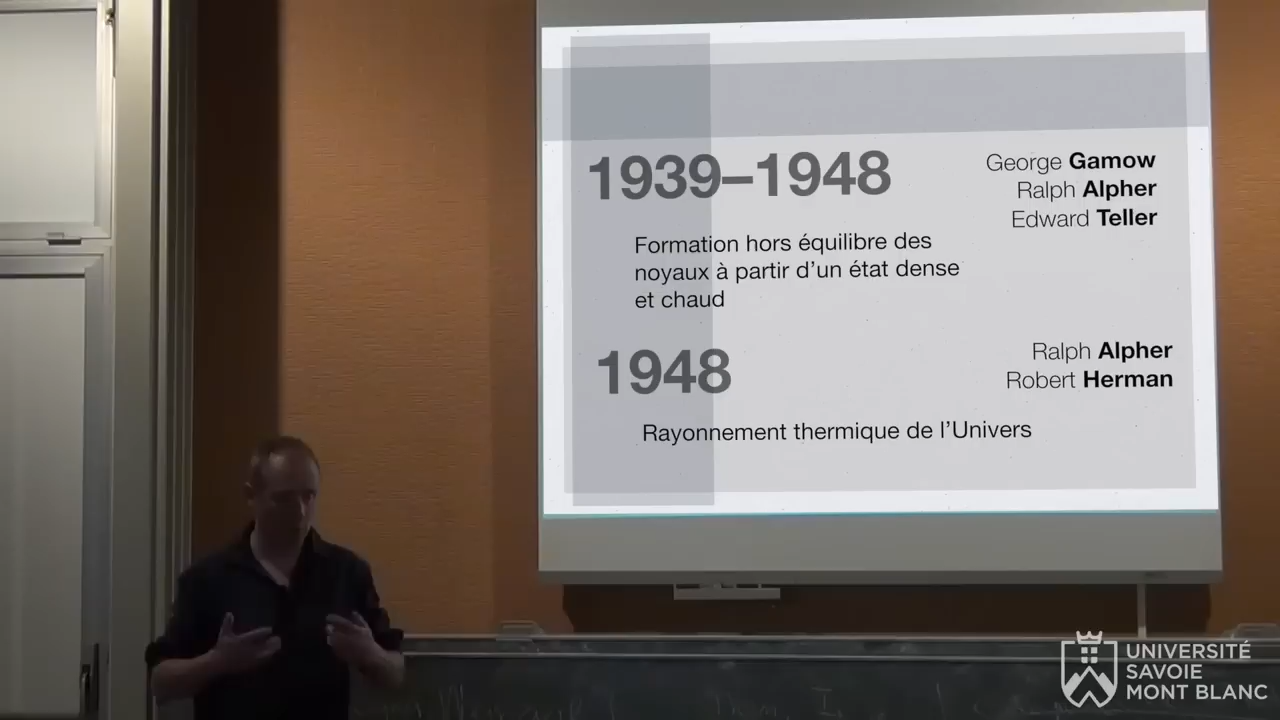 1939–1948
George Gamow
Ralph Alpher
Edward Teller
Formation hors équilibre des
noyaux à partir d'un état dense
et chaud
1948
Ralph Alpher
Robert Herman
Rayonnement thermique de l'Univers
UNIVERSITÉ
SAVOIE
MONT BLANC